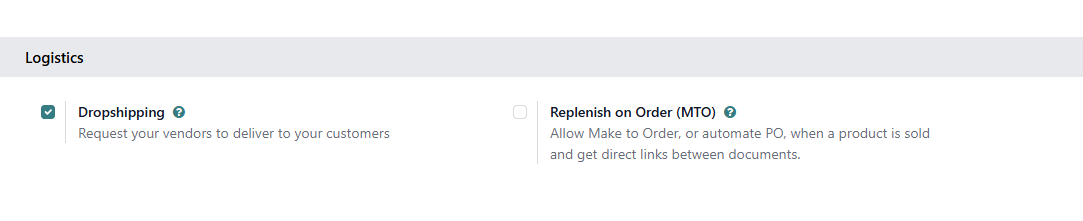 Logistics
Dropshipping ?
Request your vendors to deliver to your customers
Replenish on Order (MTO) ?
Allow Make to Order, or automate PO, when a product is sold
and get direct links between documents.